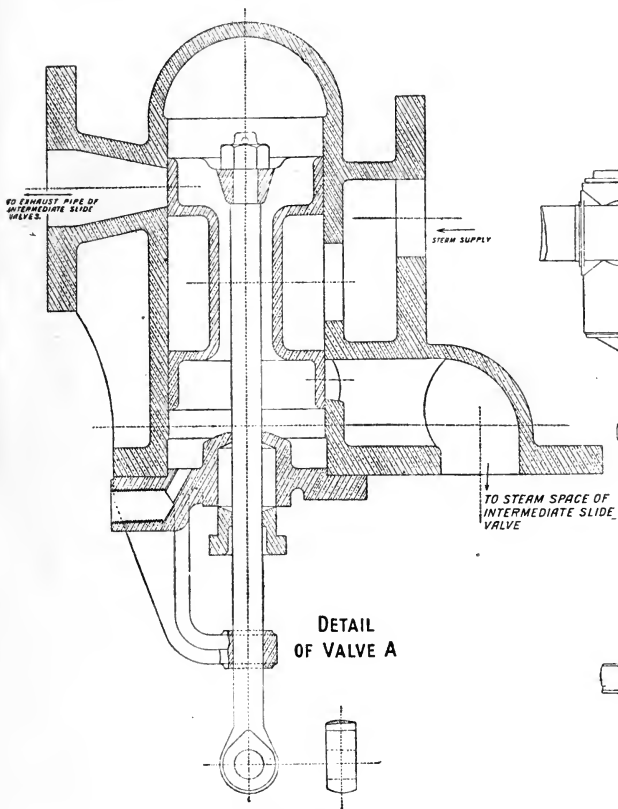 TO EXHAUST PIPE OF
INTERMEDIATE SLIDE
VALVES.
STEAM SUPPLY
TO STEAM SPACE OF
INTERMEDIATE SLIDE
VALVE
DETAIL
OF VALVE A